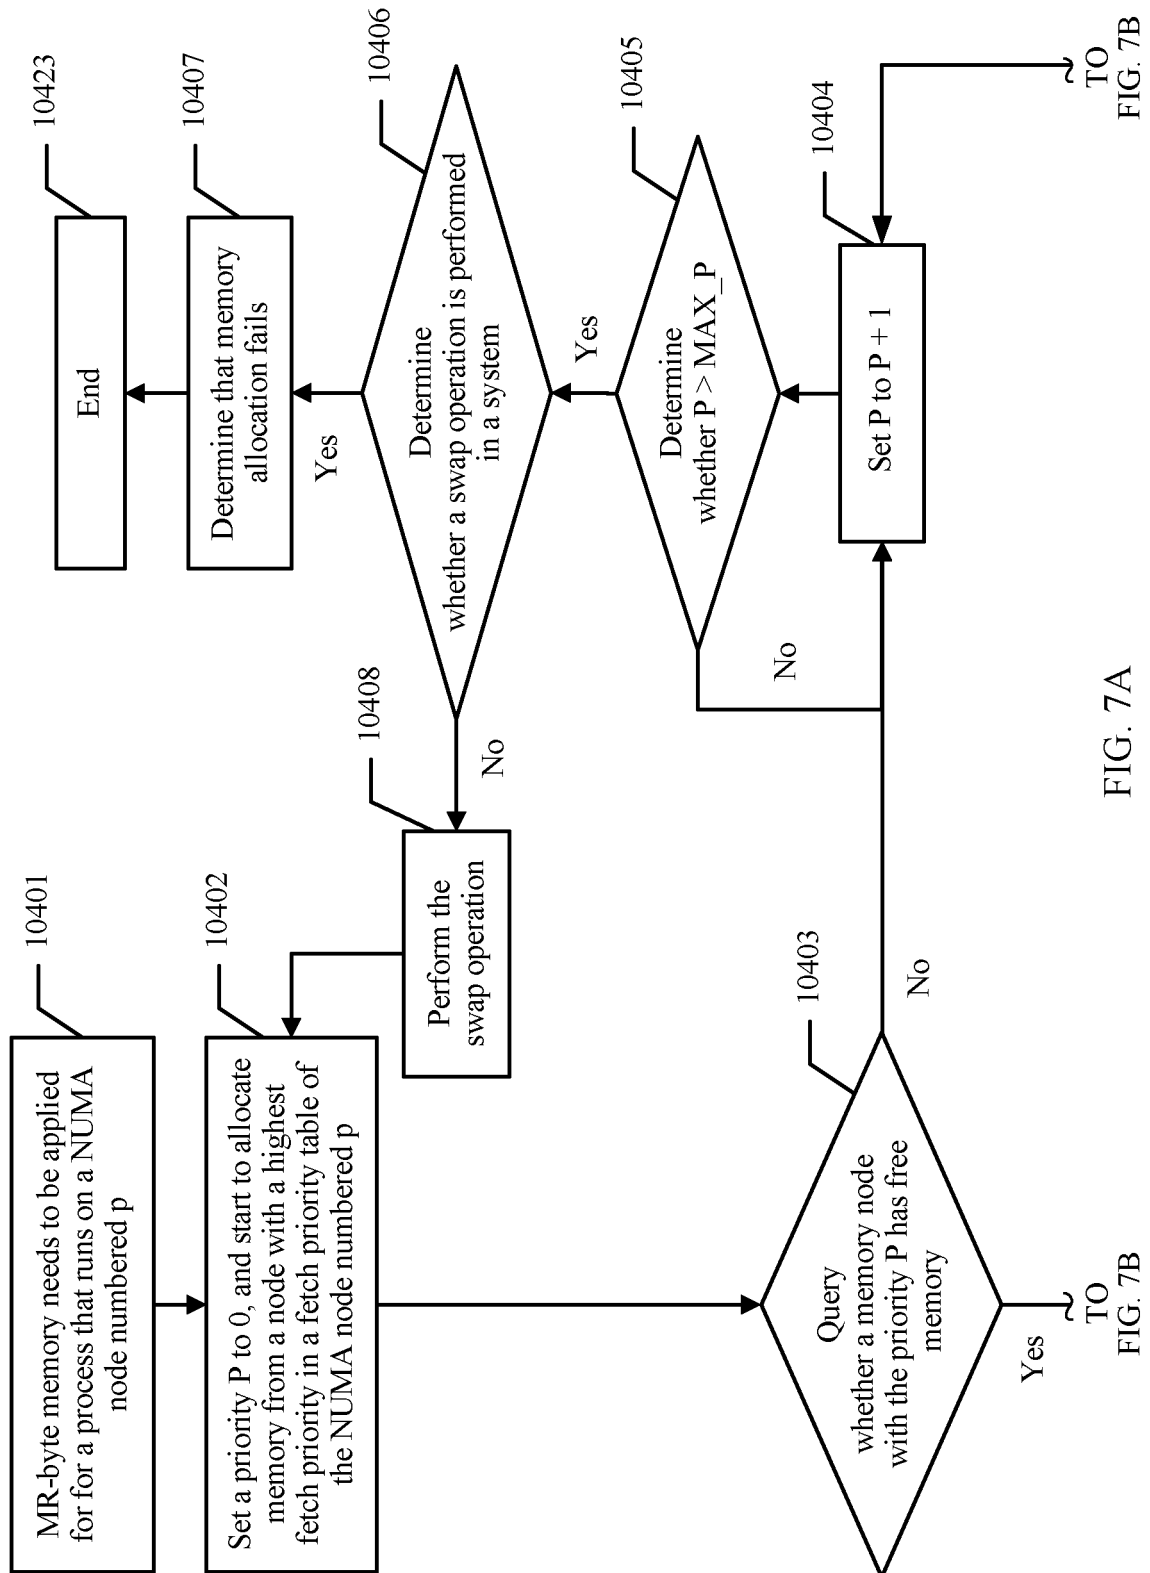 10401
MR-byte memory needs to be applied
for for a process that runs on a NUMA
node numbered p
10402
Set a priority P to 0, and start to allocate
memory from a node with a highest
fetch priority in a fetch priority table of
the NUMA node numbered p
10408
Perform the
swap operation
No
10403
Query
whether a memory node
with the priority P has free
memory
Yes
TO
FIG. 7B
No
10423
End
10407
Determine that memory
allocation fails
Yes
10406
Determine
whether a swap operation is performed
in a system
Yes
10405
Determine
whether P > MAX_P
No
10404
Set P to P + 1
TO
FIG. 7B
FIG. 7A